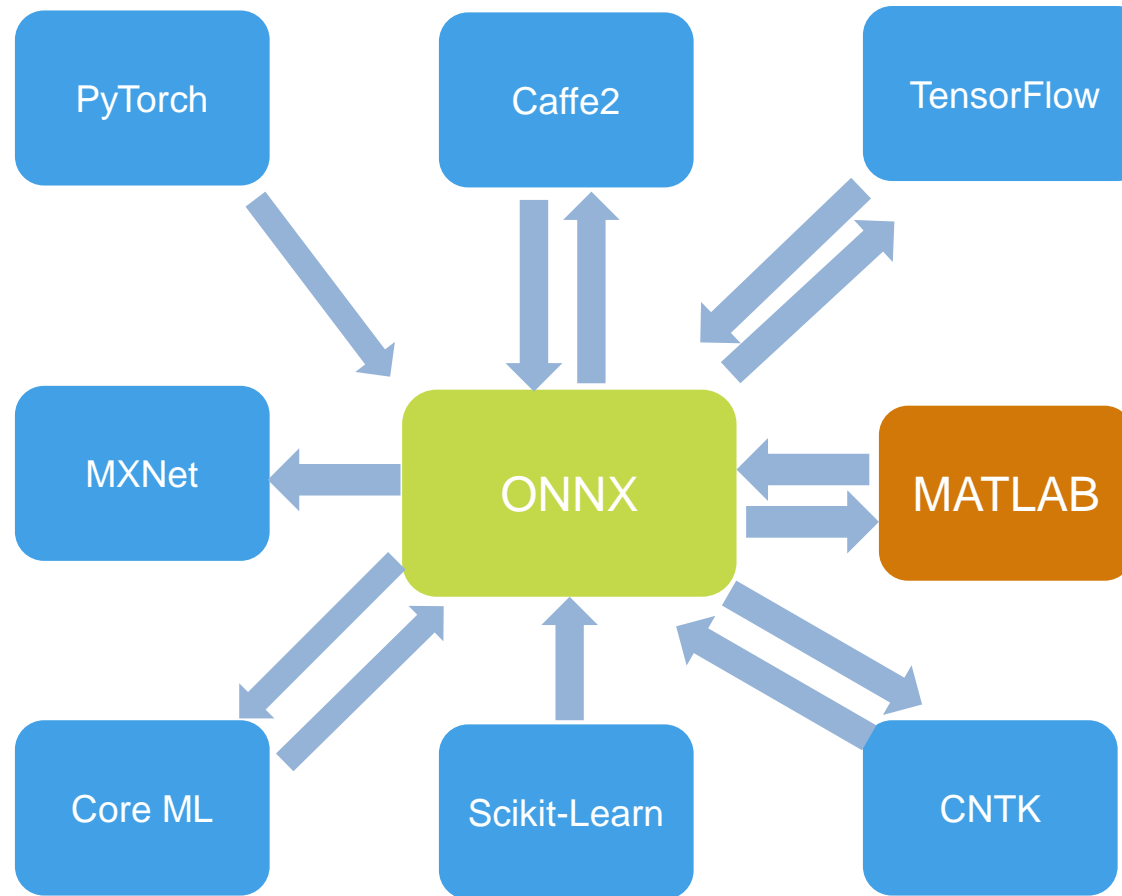 PyTorch
Caffe2
TensorFlow
MXNet
ONNX
MATLAB
Core ML
Scikit-Learn
CNTK